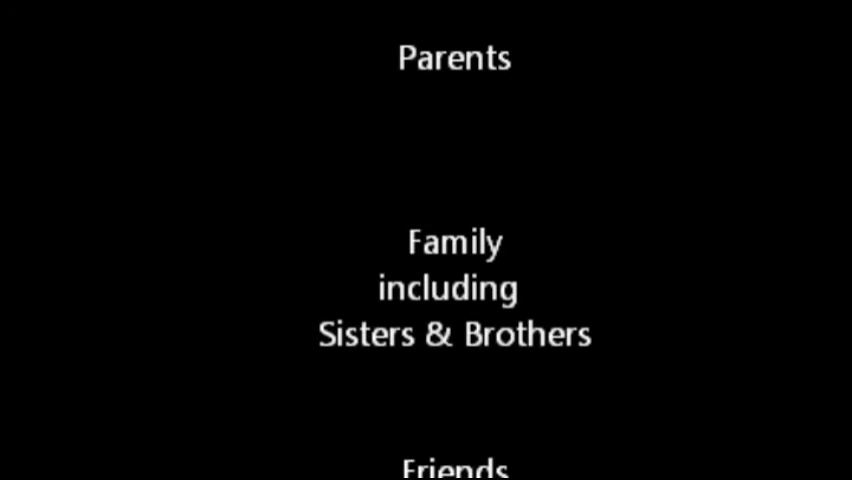 Parents
Family
including
Sisters & Brothers
Friends